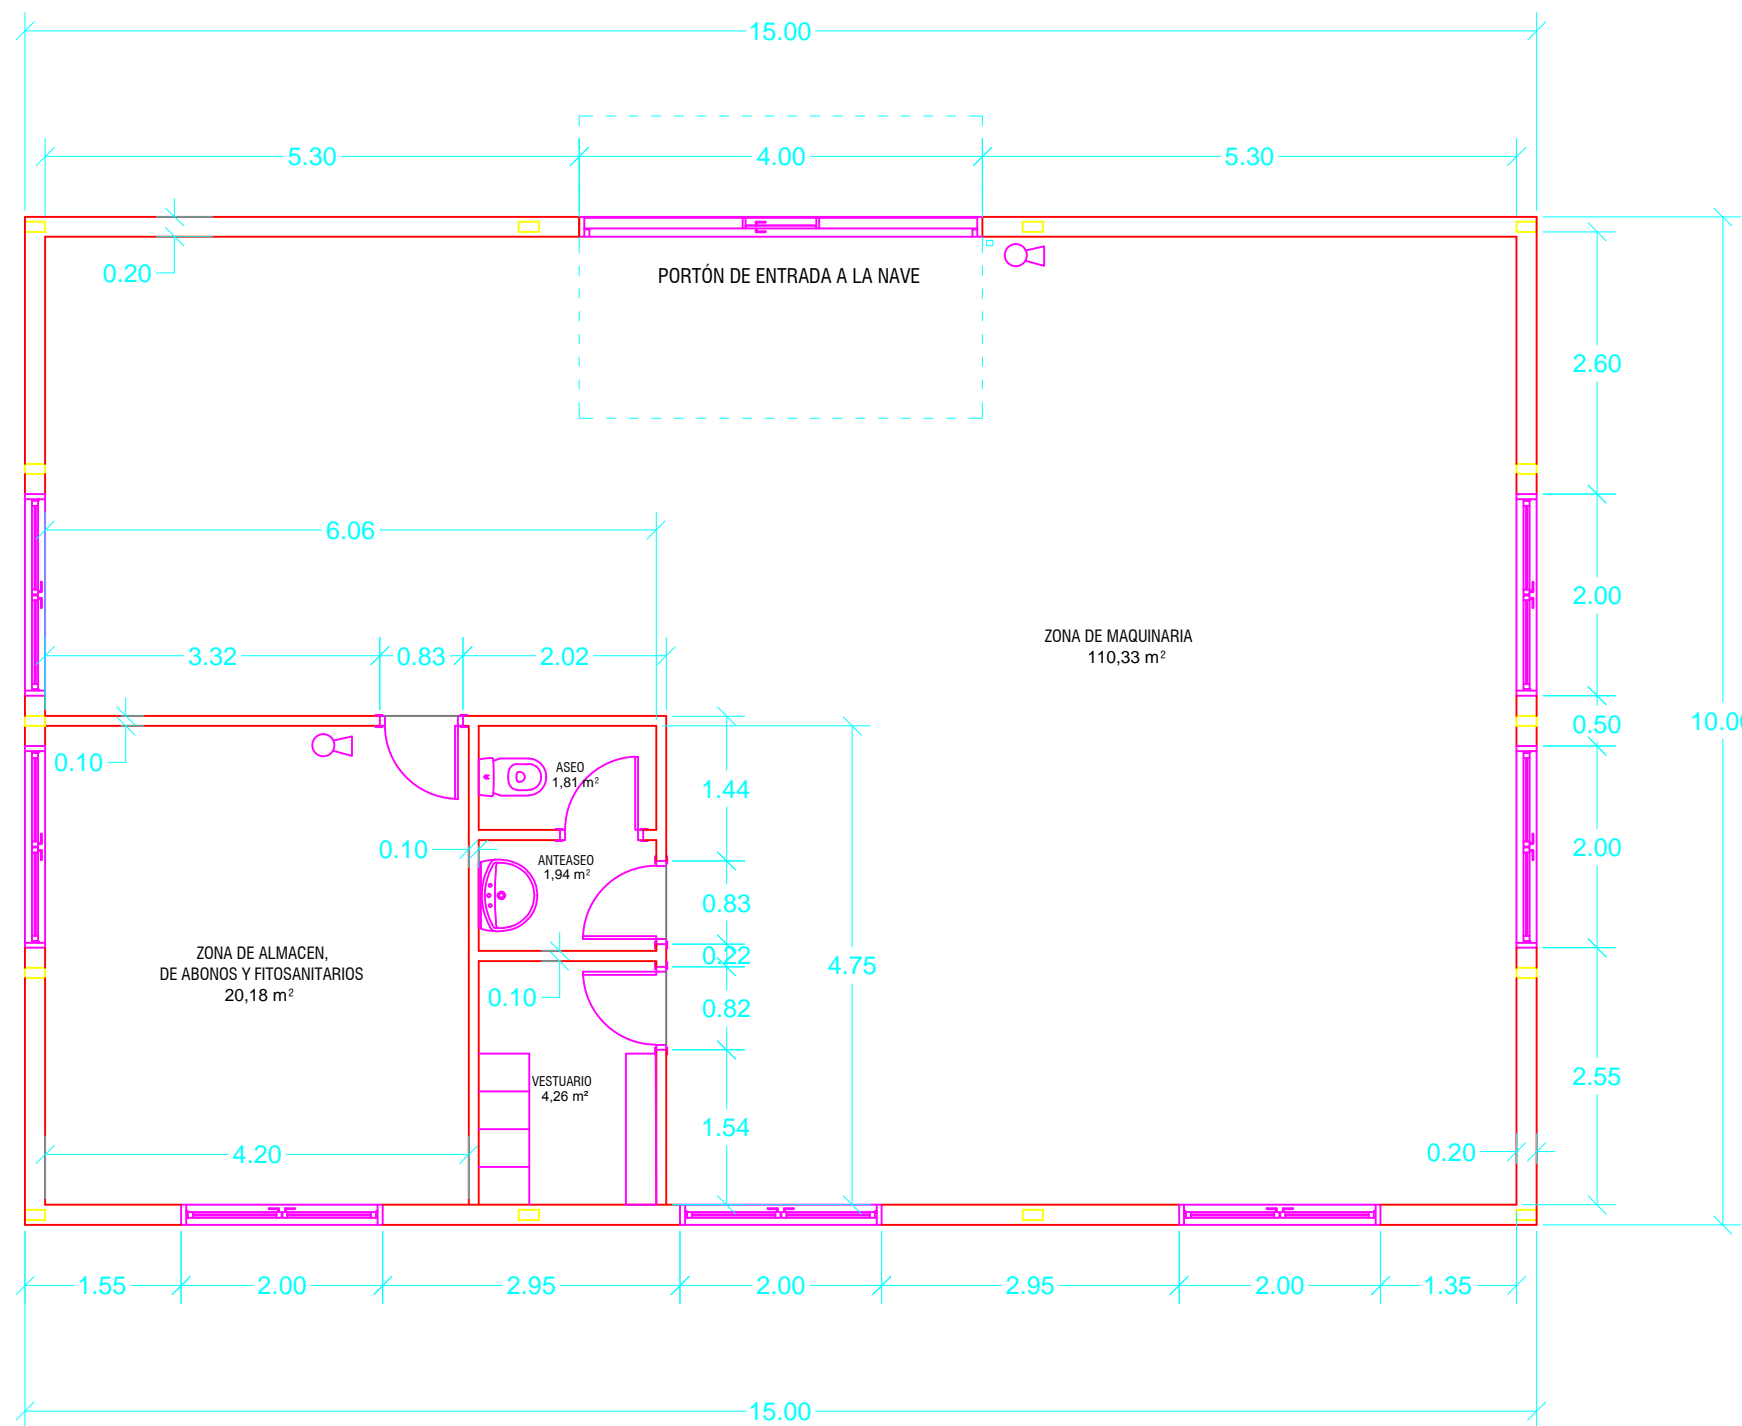 15.00
5.30
4.00
5.30
0.20
PORTÓN DE ENTRADA A LA NAVE
2.60
6.06
2.00
ZONA DE MAQUINARIA
110,33 m²
3.32
0.83
2.02
0.50
10.00
0.10
ASEO
1,81 m²
1.44
0.10
2.00
ANTEASEO
1,94 m²
0.83
0.22
4.75
ZONA DE ALMACEN,
DE ABONOS Y FITOSANITARIOS
20,18 m²
0.10
0.82
VESTUARIO
4,26 m²
2.55
1.54
4.20
0.20
1.55
2.00
2.95
2.00
2.95
2.00
1.35
15.00